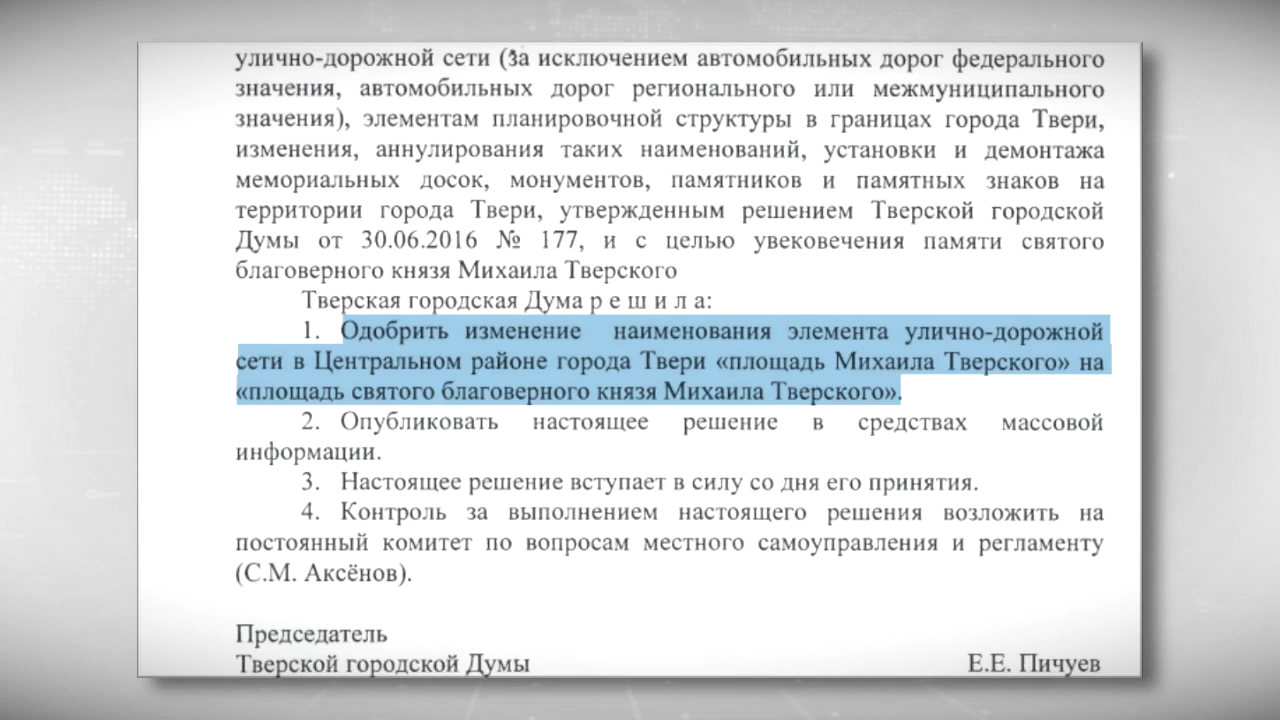 улично-дорожной сети (за исключением автомобильных дорог федерального
значения, автомобильных дорог регионального или межмуниципального
значения), элементам планировочной структуры в границах города Твери,
изменения, аннулирования таких наименований, установки и демонтажа
мемориальных досок, монументов, памятников и памятных знаков на
территории города Твери, утвержденным решением Тверской городской
Думы от 30.06.2016 № 177, и с целью увековечения памяти святого
благоверного князя Михаила Тверского
Тверская городская Дума р е ш и л а:
1. Одобрить изменение наименования элемента улично-дорожной
сети в Центральном районе города Твери «площадь Михаила Тверского» на
«площадь святого благоверного князя Михаила Тверского».
2. Опубликовать настоящее решение в средствах массовой
информации.
3. Настоящее решение вступает в силу со дня его принятия.
4. Контроль за выполнением настоящего решения возложить на
постоянный комитет по вопросам местного самоуправления и регламенту
(С.М. Аксёнов).
Председатель
Тверской городской Думы Е.Е. Пичуев